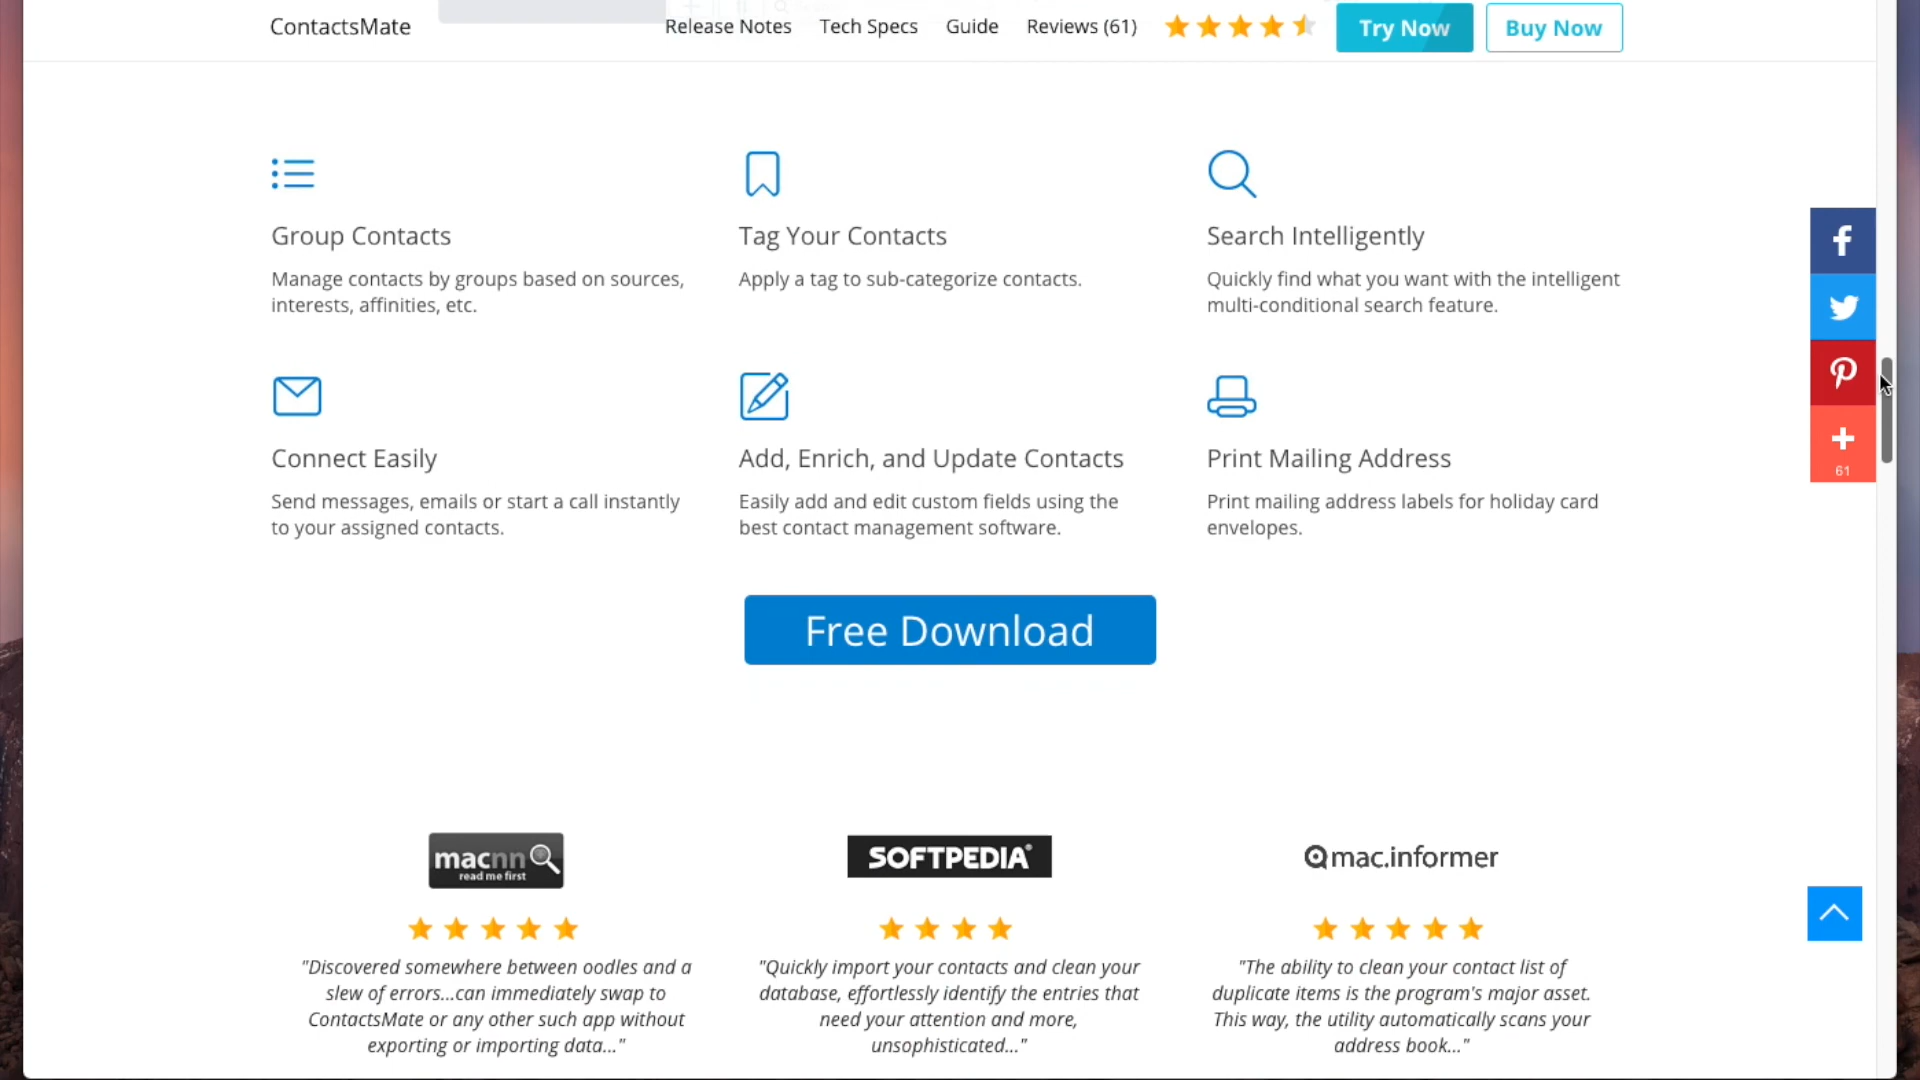 ContactsMate
Release Notes Tech Specs Guide Reviews (61) Try Now Buy Now
Group Contacts
Manage contacts by groups based on sources,
interests, affinities, etc.
Tag Your Contacts
Apply a tag to sub-categorize contacts.
Search Intelligently
Quickly find what you want with the intelligent
multi-conditional search feature.
Connect Easily
Send messages, emails or start a call instantly
to your assigned contacts.
Add, Enrich, and Update Contacts
Easily add and edit custom fields using the
best contact management software.
Print Mailing Address
Print mailing address labels for holiday card
envelopes.
61
Free Download
macnn
read me first
"Discovered somewhere between oodles and a
slew of errors...can immediately swap to
ContactsMate or any other such app without
exporting or importing data..."
SOFTPEDIA®
"Quickly import your contacts and clean your
database, effortlessly identify the entries that
need your attention and more,
unsophisticated..."
mac.informer
"The ability to clean your contact list of
duplicate items is the program's major asset.
This way, the utility automatically scans your
address book..."